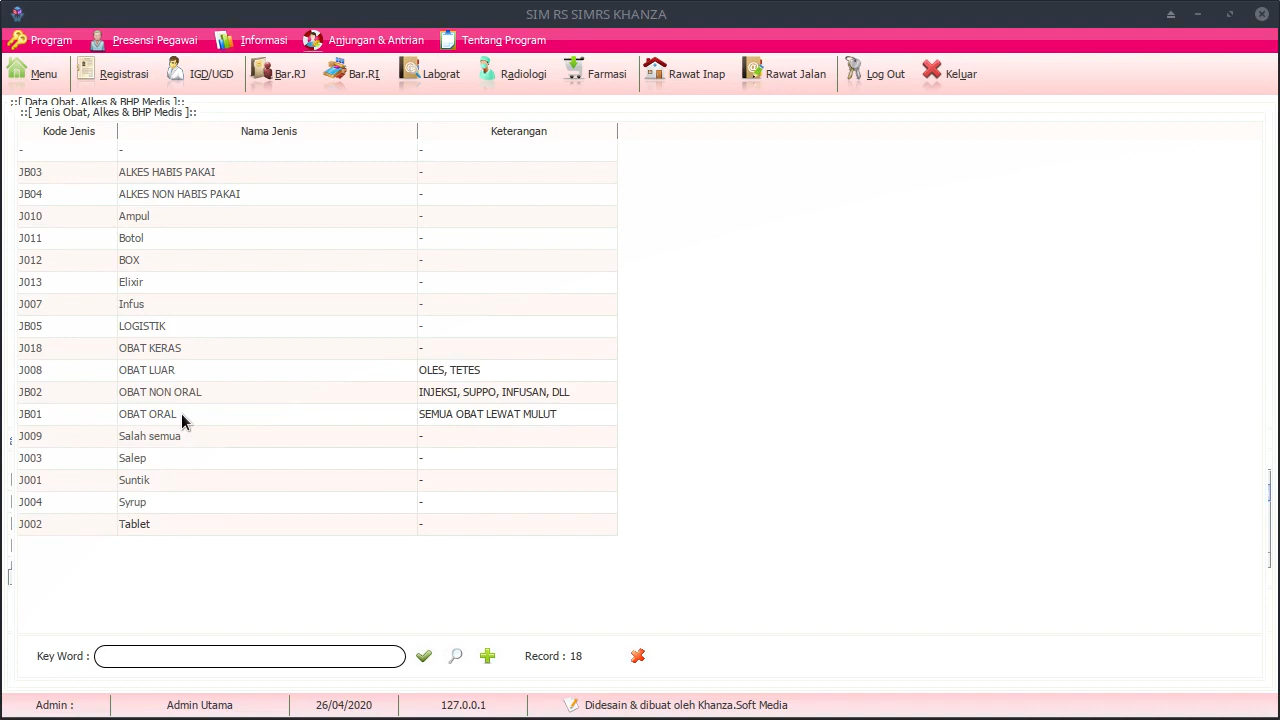 SIM RS SIMRS KHANZA
Program Presensi Pegawai Informasi Anjungan & Antrian Tentang Program
Menu Registrasi IGD/UGD Bar.RJ Bar.RI Laborat Radiologi Farmasi Rawat Inap Rawat Jalan Log Out Keluar
::[ Data Obat, Alkes & BHP Medis ]::
::[ Jenis Obat, Alkes & BHP Medis ]::
Kode Jenis Nama Jenis Keterangan
- - -
JB03 ALKES HABIS PAKAI -
JB04 ALKES NON HABIS PAKAI -
J010 Ampul -
J011 Botol -
J012 BOX -
J013 Elixir -
J007 Infus -
JB05 LOGISTIK -
J018 OBAT KERAS -
J008 OBAT LUAR OLES, TETES
JB02 OBAT NON ORAL INJEKSI, SUPPO, INFUSAN, DLL
JB01 OBAT ORAL SEMUA OBAT LEWAT MULUT
J009 Salah semua -
J003 Salep -
J001 Suntik -
J004 Syrup -
J002 Tablet -
Key Word : Record : 18
Admin : Admin Utama 26/04/2020 127.0.0.1 Didesain & dibuat oleh Khanza.Soft Media